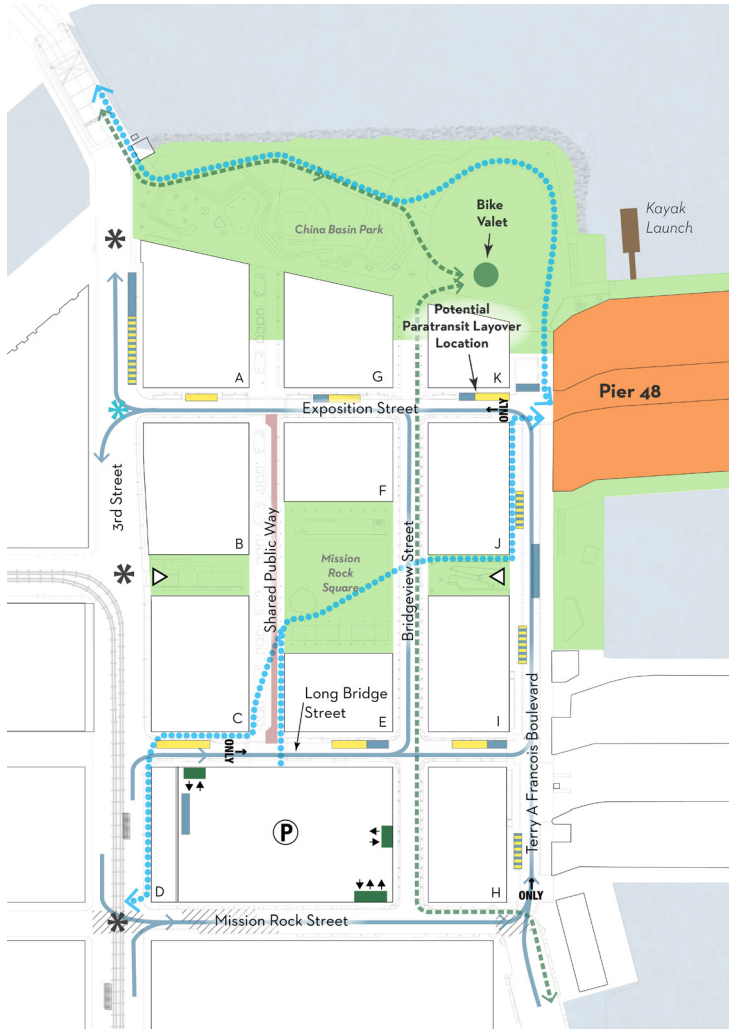 Bike
Valet
Kayak
Launch
China Basin Park
Potential
Paratransit Layover
Location
A
G
K
Pier 48
Exposition Street
ONLY
3rd Street
Shared Public Way
F
B
J
Mission
Rock
Square
Bridgeview Street
C
Long Bridge
Street
E
I
Terry A Francois Boulevard
ONLY
P
D
H
ONLY
Mission Rock Street